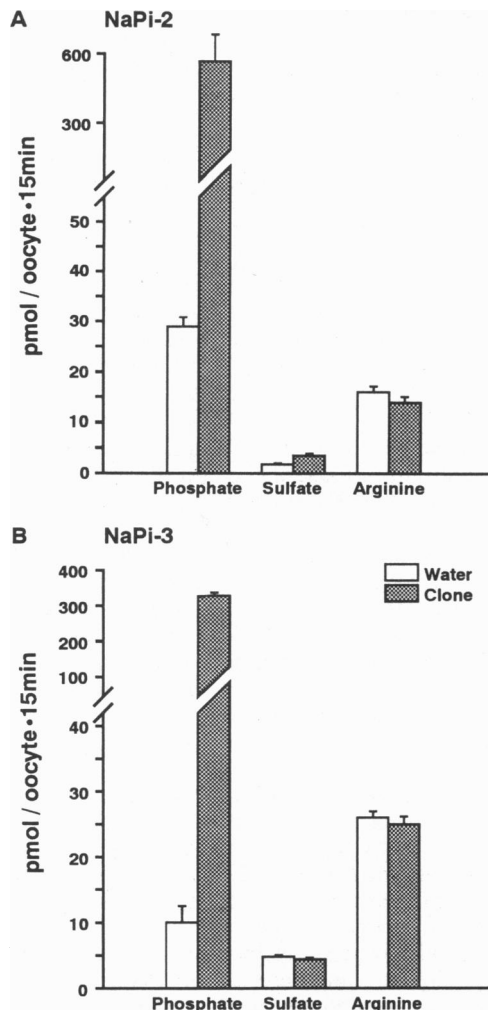 A NaPi-2
600
300
50
40
30
20
10
0
pmol / oocyte•15min
Phosphate Sulfate Arginine
B NaPi-3
400
300
200
100
40
30
20
10
0
pmol / oocyte•15min
Water
Clone
Phosphate Sulfate Arginine